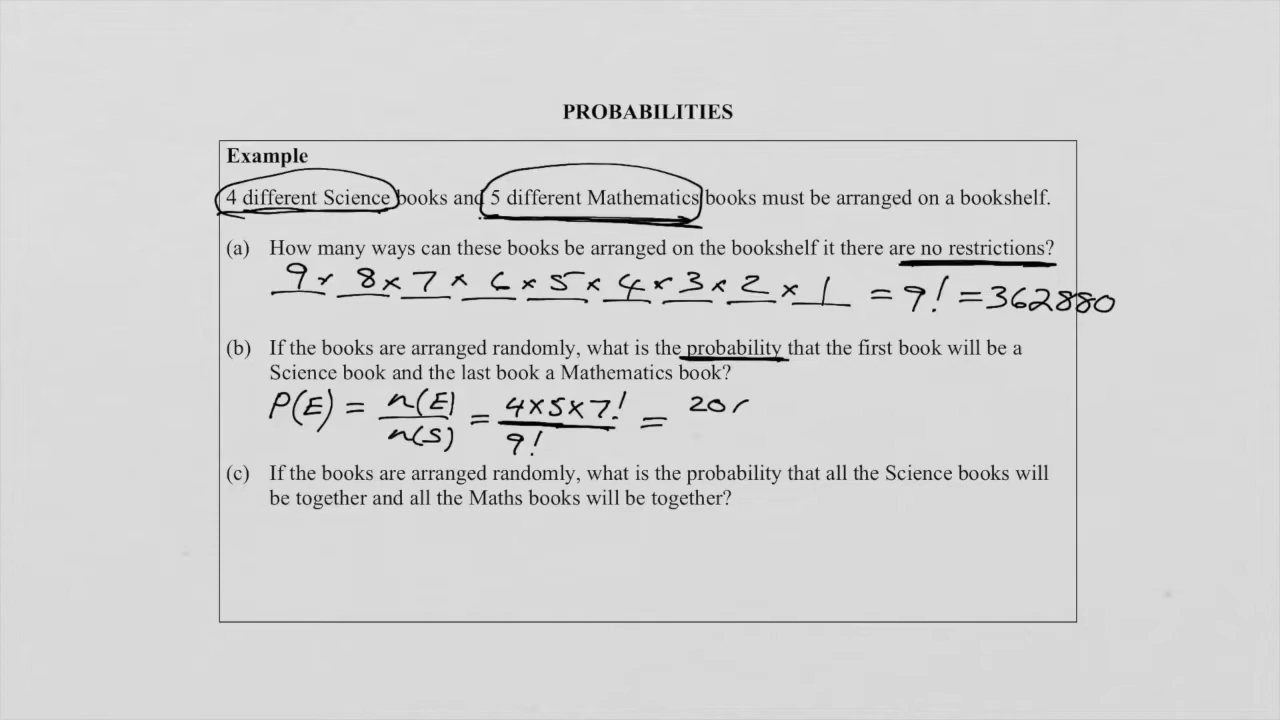 PROBABILITIES
Example
4 different Science books and 5 different Mathematics books must be arranged on a bookshelf.
(a) How many ways can these books be arranged on the bookshelf it there are no restrictions?
9 × 8 × 7 × 6 × 5 × 4 × 3 × 2 × 1 = 9! = 362880
(b) If the books are arranged randomly, what is the probability that the first book will be a
Science book and the last book a Mathematics book?
P(E) = n(E)/n(S) = 4×5×7!/9! = 20
(c) If the books are arranged randomly, what is the probability that all the Science books will
be together and all the Maths books will be together?